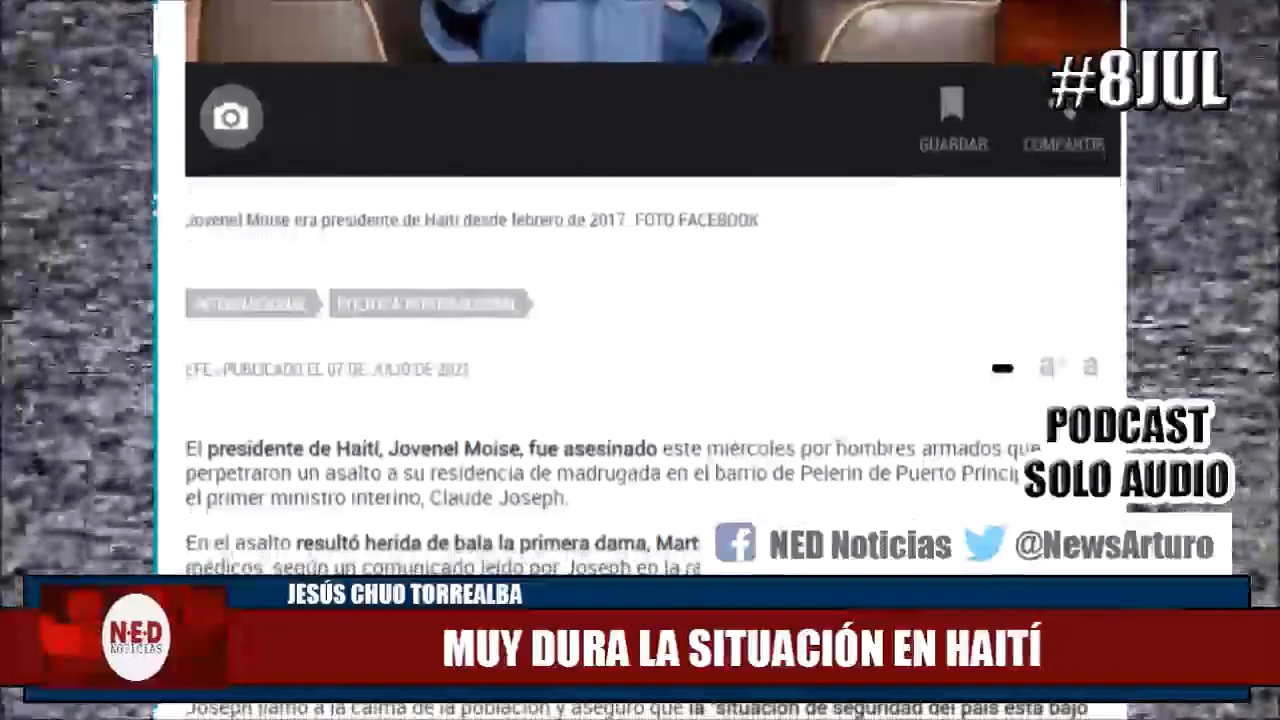 #8JUL
GUARDAR
COMPARTIR
Jovenel Moise era presidente de Haití desde febrero de 2017. FOTO FACEBOOK
INTERNACIONAL
EFE - PUBLICADO EL 07 DE JULIO DE 2021
a+ a
El presidente de Haití, Jovenel Moise, fue asesinado este miércoles por hombres armados que
perpetraron un asalto a su residencia de madrugada en el barrio de Pelerin de Puerto Príncip
el primer ministro interino, Claude Joseph.
PODCAST
SOLO AUDIO
En el asalto resultó herida de bala la primera dama, Mart
médicos, según un comunicado leído por Joseph en la ra
NED Noticias @NewsArturo
JESÚS CHUO TORREALBA
N·E·D
NOTICIAS
MUY DURA LA SITUACIÓN EN HAITÍ
Joseph llamó a la calma de la población y aseguró que la "situación de seguridad del país está bajo